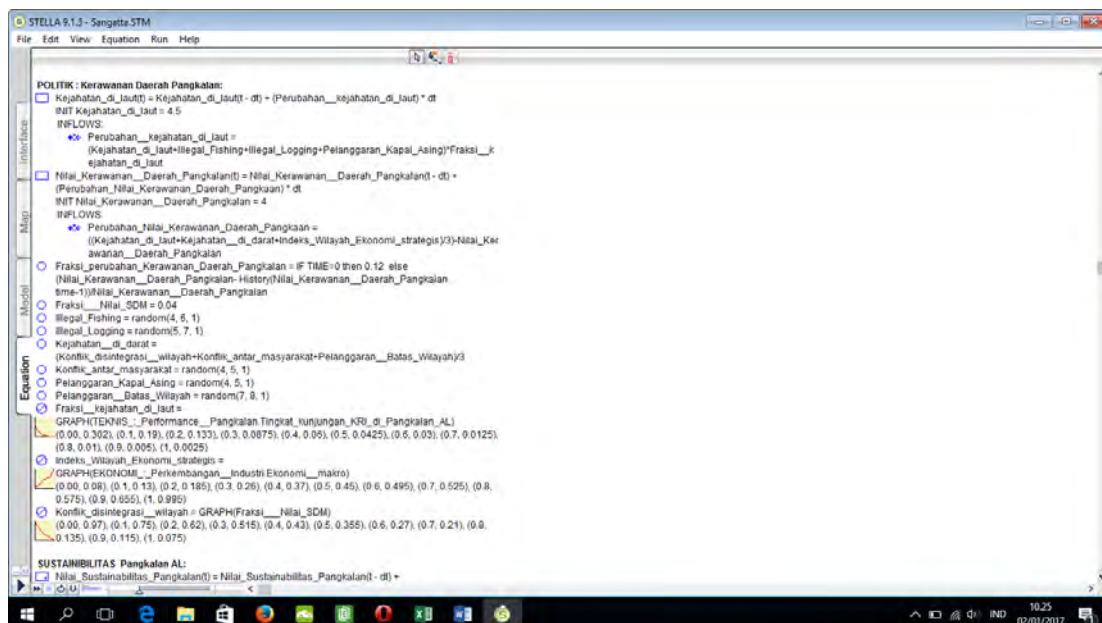 STELLA 9.1.3 - Sangatta.STM
File Edit View Equation Run Help
POLITIK : Kerawanan Daerah Pangkalan:
Kejahatan_di_laut(t) = Kejahatan_di_laut(t - dt) + (Perubahan__kejahatan_di_laut) * dt
INIT Kejahatan_di_laut = 4.5
INFLOWS:
Perubahan__kejahatan_di_laut =
(Kejahatan_di_laut+Illegal_Fishing+Illegal_Logging+Pelanggaran_Kapal_Asing)*Fraksi__k
ejahatan_di_laut
Nilai_Kerawanan__Daerah_Pangkalan(t) = Nilai_Kerawanan__Daerah_Pangkalan(t - dt) +
(Perubahan_Nilai_Kerawanan_Daerah_Pangkaan) * dt
INIT Nilai_Kerawanan__Daerah_Pangkalan = 4
INFLOWS:
Perubahan_Nilai_Kerawanan_Daerah_Pangkaan =
((Kejahatan_di_laut+Kejahatan__di_darat+Indeks_Wilayah_Ekonomi_strategis)/3)-Nilai_Ker
awanan__Daerah_Pangkalan
Fraksi_perubahan_Kerawanan_Daerah_Pangkalan = IF TIME=0 then 0.12 else
(Nilai_Kerawanan__Daerah_Pangkalan- History(Nilai_Kerawanan__Daerah_Pangkalan
time-1))/Nilai_Kerawanan__Daerah_Pangkalan
Fraksi___Nilai_SDM = 0.04
Illegal_Fishing = random(4, 6, 1)
Illegal_Logging = random(5, 7, 1)
Kejahatan__di_darat =
(Konflik_disintegrasi__wilayah+Konflik_antar_masyarakat+Pelanggaran__Batas_Wilayah)/3
Konflik_antar_masyarakat = random(4, 5, 1)
Pelanggaran_Kapal_Asing = random(4, 5, 1)
Pelanggaran__Batas_Wilayah = random(7, 8, 1)
Fraksi__kejahatan_di_laut =
GRAPH(TEKNIS_:_Performance__Pangkalan.Tingkat_kunjungan_KRI_di_Pangkalan_AL)
(0.00, 0.302), (0.1, 0.19), (0.2, 0.133), (0.3, 0.0875), (0.4, 0.06), (0.5, 0.0425), (0.6, 0.03), (0.7, 0.0125),
(0.8, 0.01), (0.9, 0.005), (1, 0.0025)
Indeks_Wilayah_Ekonomi_strategis =
GRAPH(EKONOMI_:_Perkembangan__Industri.Ekonomi__makro)
(0.00, 0.08), (0.1, 0.13), (0.2, 0.185), (0.3, 0.26), (0.4, 0.37), (0.5, 0.45), (0.6, 0.495), (0.7, 0.525), (0.8,
0.575), (0.9, 0.655), (1, 0.995)
Konflik_disintegrasi__wilayah = GRAPH(Fraksi___Nilai_SDM)
(0.00, 0.97), (0.1, 0.75), (0.2, 0.62), (0.3, 0.515), (0.4, 0.43), (0.5, 0.355), (0.6, 0.27), (0.7, 0.21), (0.8,
0.135), (0.9, 0.115), (1, 0.075)
SUSTAINIBILITAS Pangkalan AL:
Nilai_Sustainabilitas_Pangkalan(t) = Nilai_Sustainabilitas_Pangkalan(t - dt) +
Interface
Map
Model
Equation
IND
10.25
02/01/2017